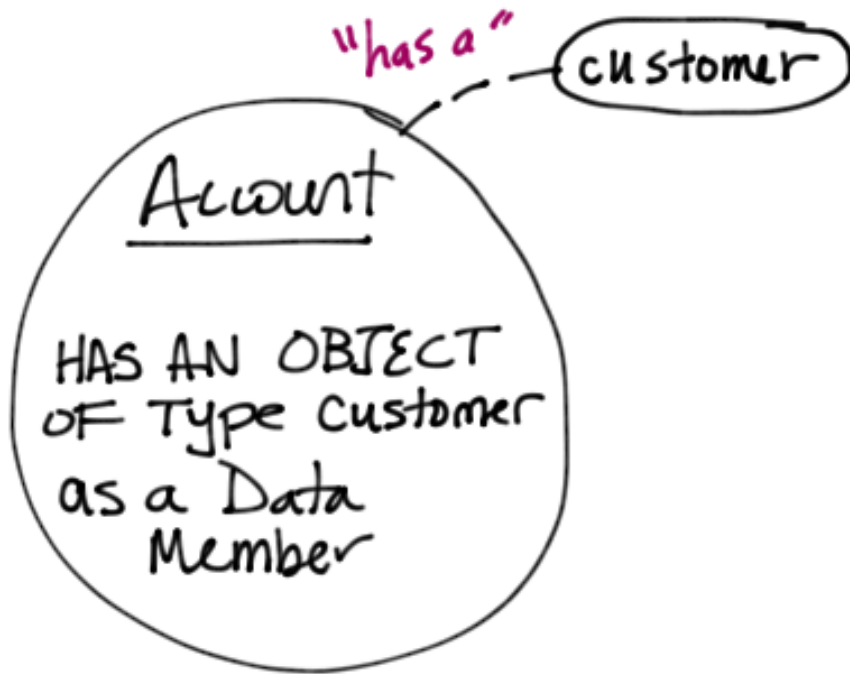 "has a"
customer
Account
HAS AN OBJECT
OF Type Customer
as a Data
Member